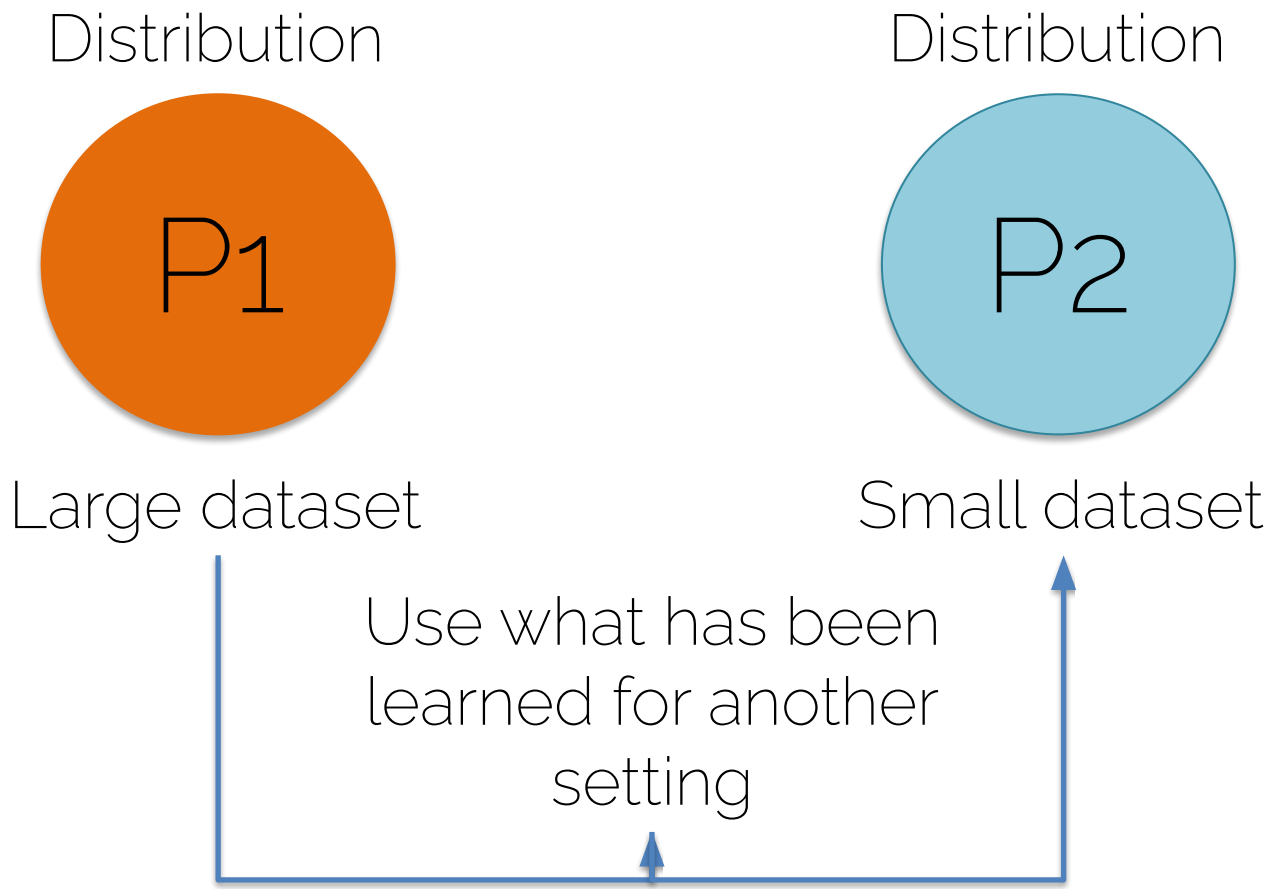 Distribution
Distribution
P1
P2
Large dataset
Small dataset
Use what has been
learned for another
setting